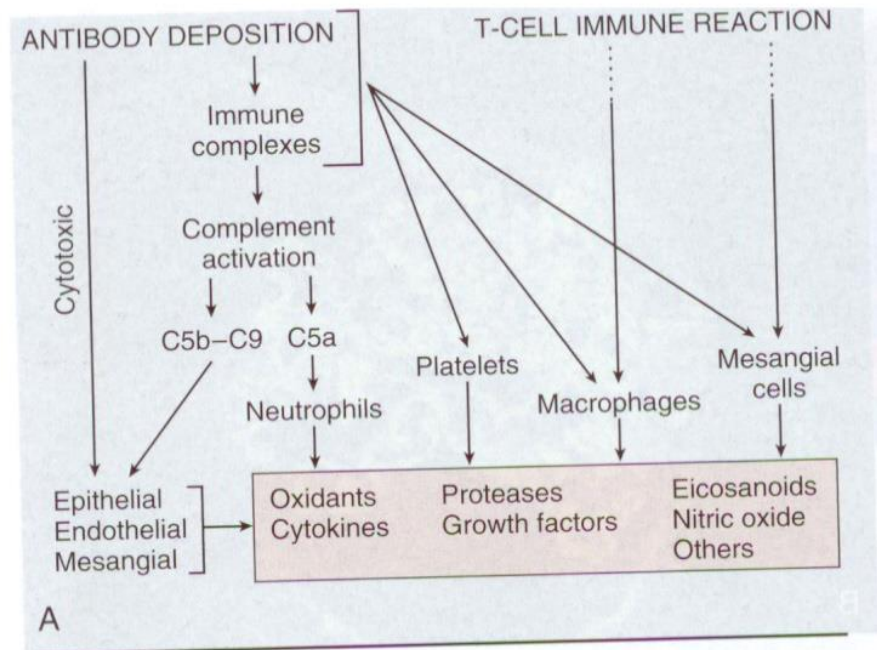 ANTIBODY DEPOSITION
T-CELL IMMUNE REACTION
Immune
complexes
Cytotoxic
Complement
activation
C5b–C9 C5a
Platelets
Mesangial
cells
Neutrophils
Macrophages
Epithelial
Endothelial
Mesangial
Oxidants
Cytokines
Proteases
Growth factors
Eicosanoids
Nitric oxide
Others
A